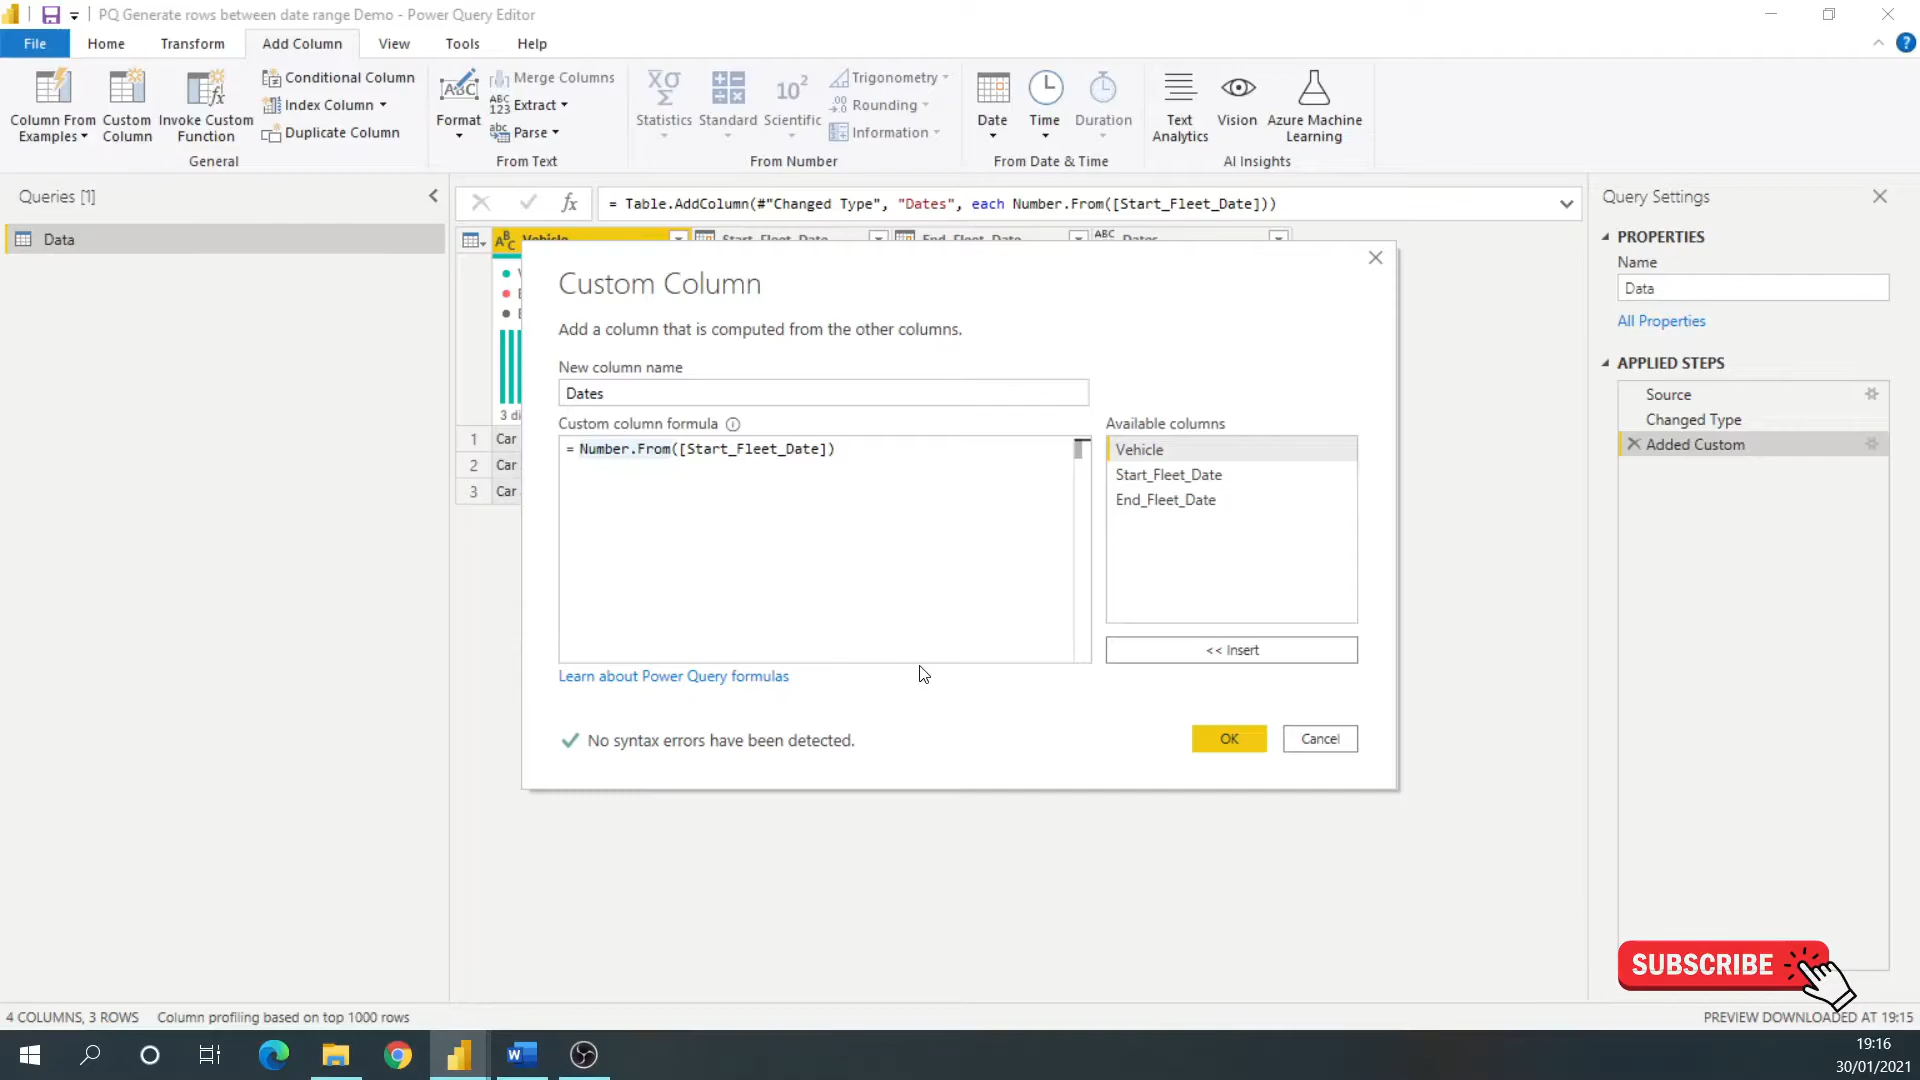 PQ Generate rows between date range Demo - Power Query Editor
File Home Transform Add Column View Tools Help
Column From Examples
Custom Column
Invoke Custom Function
Conditional Column
Index Column
Duplicate Column
General
Format
Merge Columns
Extract
Parse
From Text
Statistics
Standard
Scientific
Trigonometry
Rounding
Information
From Number
Date
Time
Duration
From Date & Time
Text Analytics
Vision
Azure Machine Learning
AI Insights
Queries [1]
Data
= Table.AddColumn(#"Changed Type", "Dates", each Number.From([Start_Fleet_Date]))
Vehicle Start_Fleet_Date End_Fleet_Date Dates
3 di
1 Car
2 Car
3 Car
Custom Column
Add a column that is computed from the other columns.
New column name
Dates
Custom column formula
= Number.From([Start_Fleet_Date])
Available columns
Vehicle
Start_Fleet_Date
End_Fleet_Date
<< Insert
Learn about Power Query formulas
No syntax errors have been detected.
OK
Cancel
Query Settings
PROPERTIES
Name
Data
All Properties
APPLIED STEPS
Source
Changed Type
Added Custom
SUBSCRIBE
4 COLUMNS, 3 ROWS Column profiling based on top 1000 rows
PREVIEW DOWNLOADED AT 19:15
19:16
30/01/2021